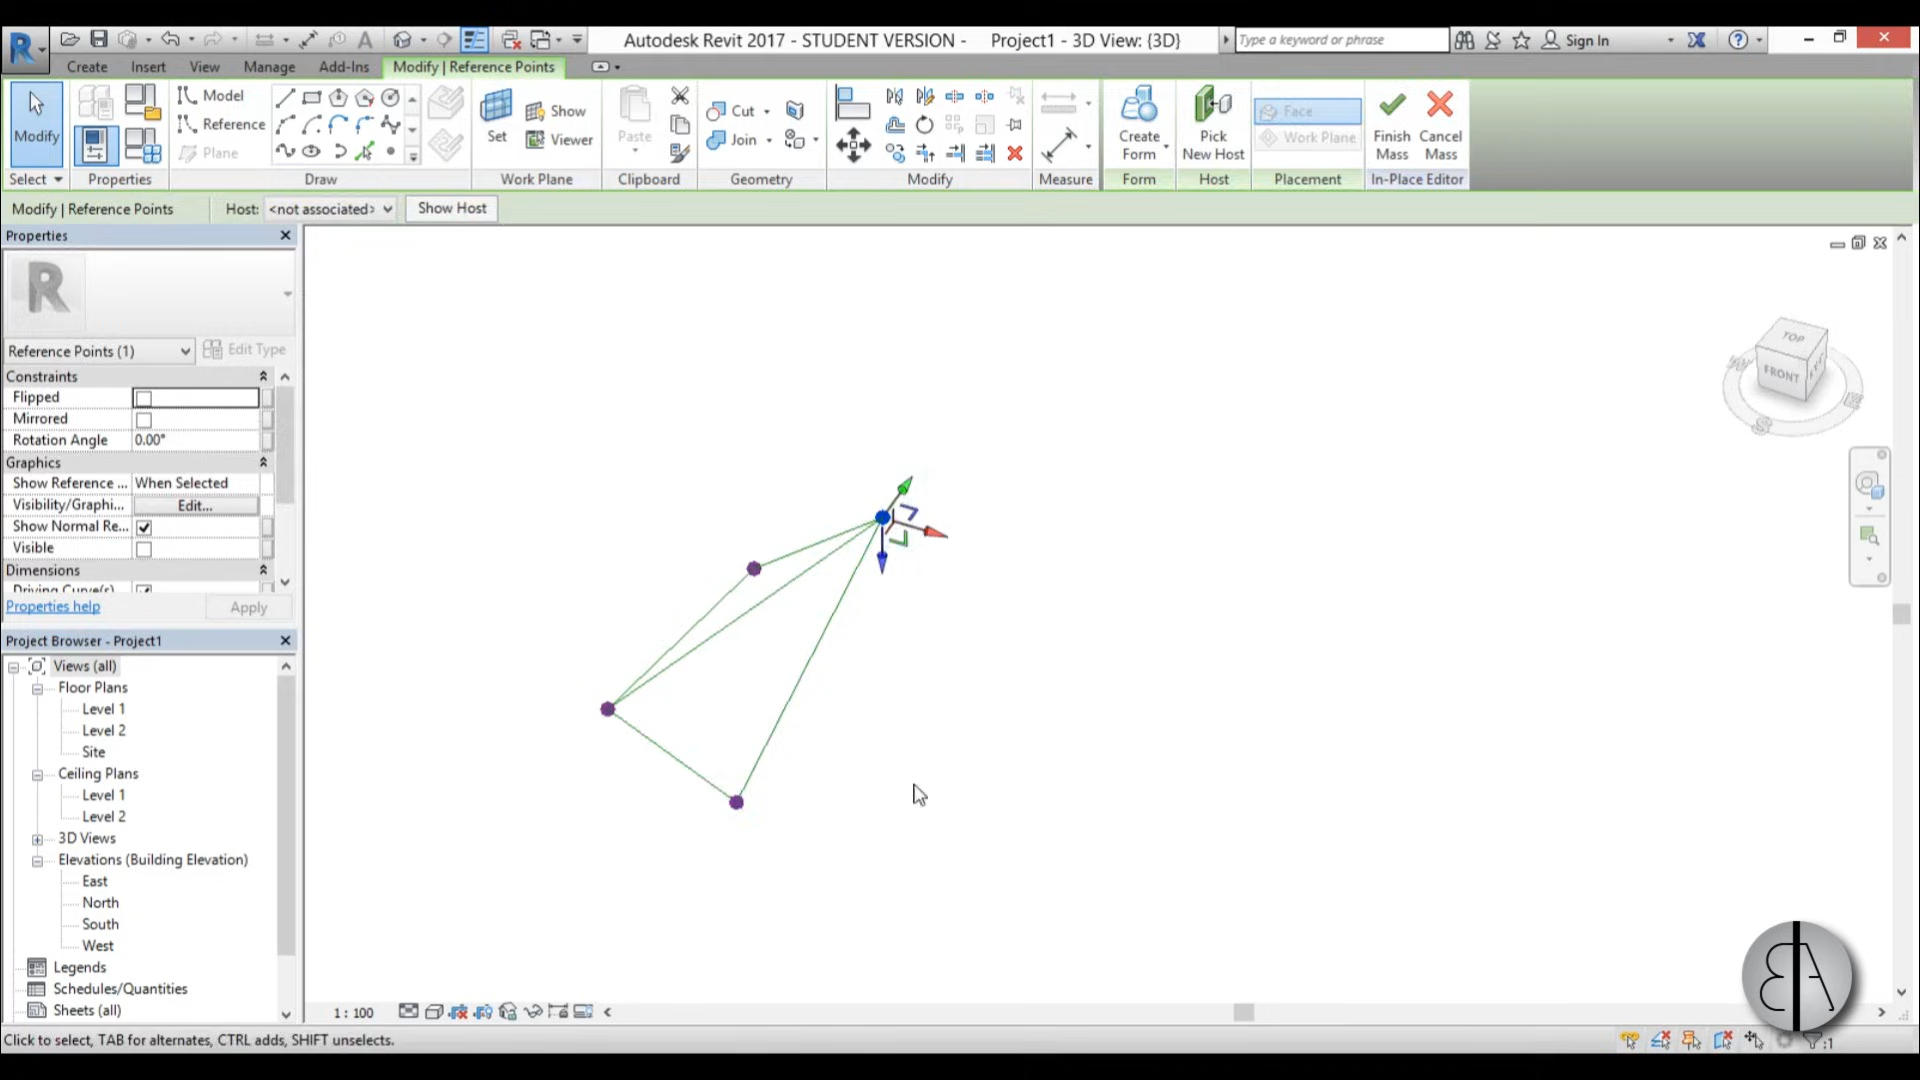 Autodesk Revit 2017 - STUDENT VERSION - Project1 - 3D View: {3D}
Type a keyword or phrase
Sign In
Create Insert View Manage Add-Ins Modify | Reference Points
Modify
Select
Properties
Model
Reference
Plane
Draw
Set
Show
Viewer
Work Plane
Paste
Clipboard
Cut
Join
Geometry
Modify
Measure
Create Form
Form
Pick New Host
Host
Face
Work Plane
Placement
Finish Mass
Cancel Mass
In-Place Editor
Modify | Reference Points
Host: <not associated>
Show Host
Properties
R
Reference Points (1)
Edit Type
Constraints
Flipped
Mirrored
Rotation Angle 0.00°
Graphics
Show Reference ... When Selected
Visibility/Graphi... Edit...
Show Normal Re...
Visible
Dimensions
Driving Curve(s)
Properties help
Apply
Project Browser - Project1
Views (all)
Floor Plans
Level 1
Level 2
Site
Ceiling Plans
Level 1
Level 2
3D Views
Elevations (Building Elevation)
East
North
South
West
Legends
Schedules/Quantities
Sheets (all)
TOP
FRONT
W
E
S
1 : 100
Click to select, TAB for alternates, CTRL adds, SHIFT unselects.
:1